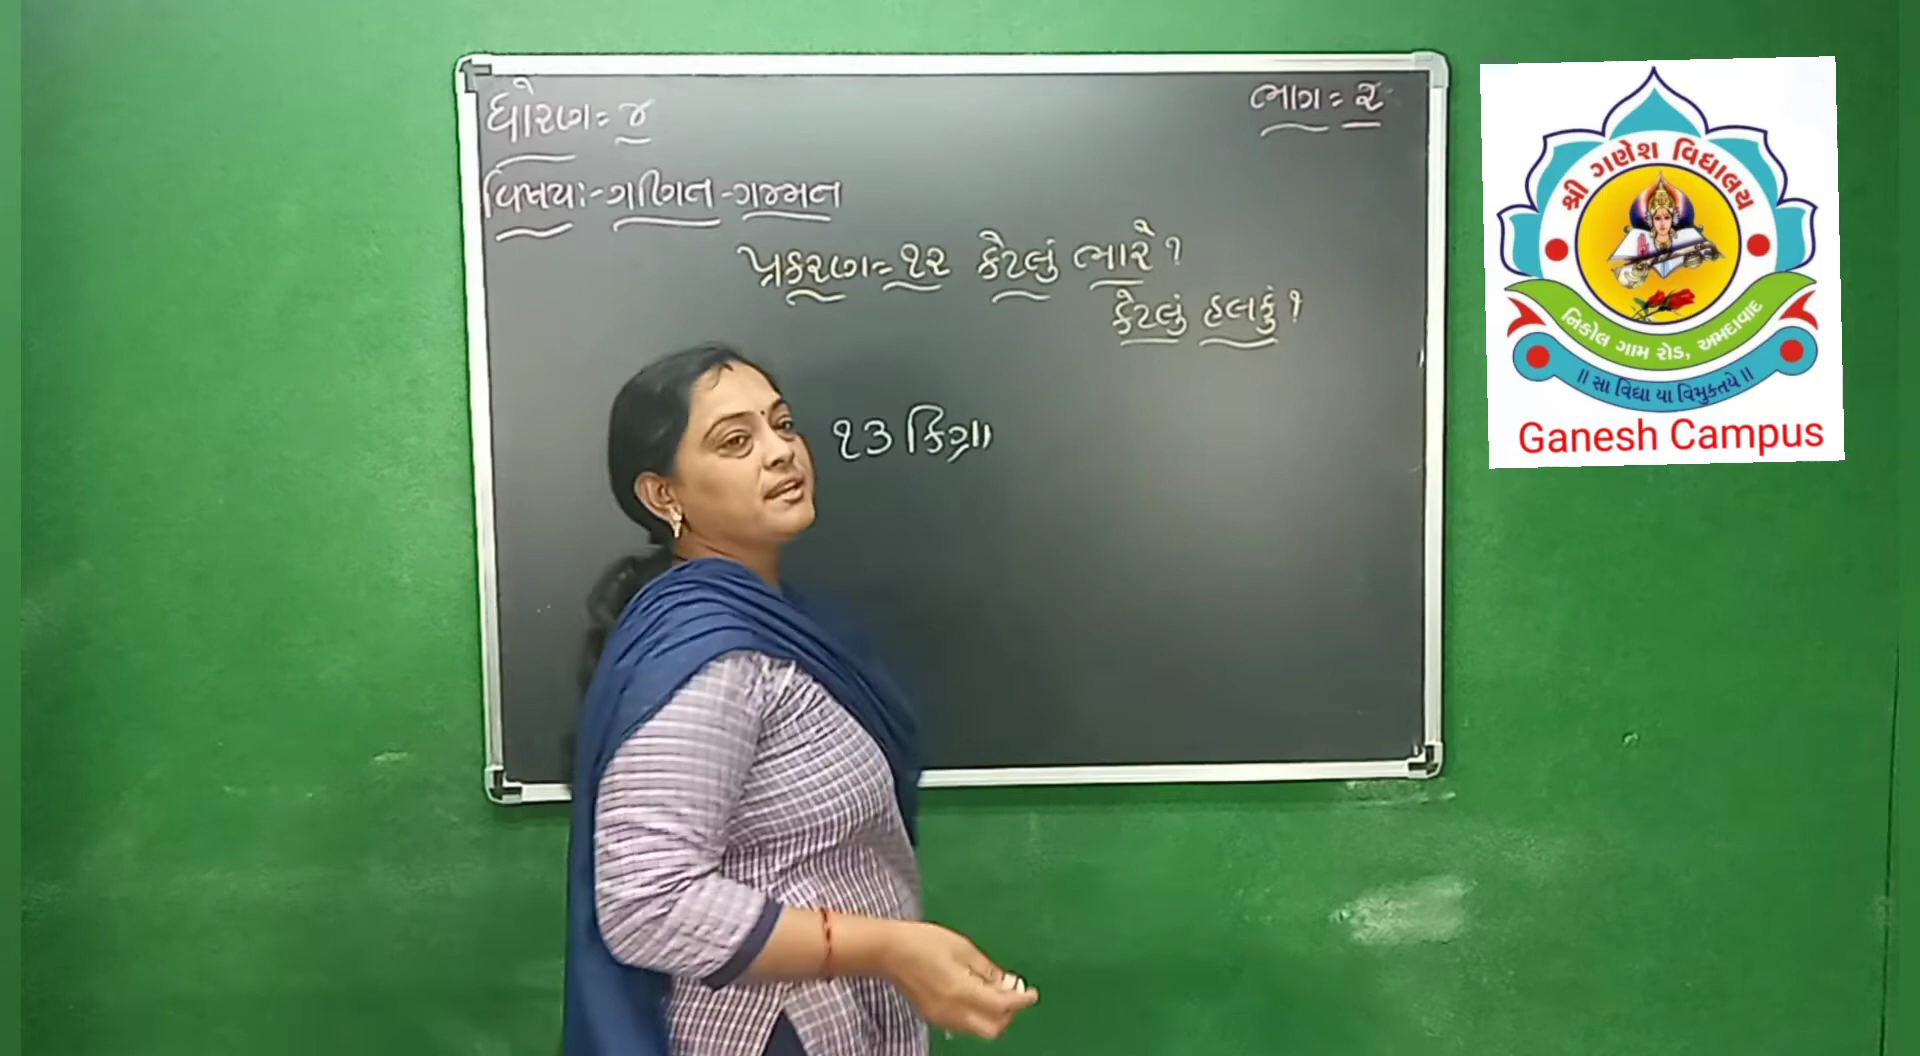 ધોરણ= ૪
ભાગ= ૨
વિષય:-ગણિત-ગમ્મત
પ્રકરણ= ૧૨ કેટલું ભારે?
કેટલું હલકું?
૧૩ કિગ્રા
શ્રી ગણેશ વિદ્યાલય
નિકોલ ગામ રોડ, અમદાવાદ
॥ સા વિદ્યા યા વિમુક્તયે ॥
Ganesh Campus